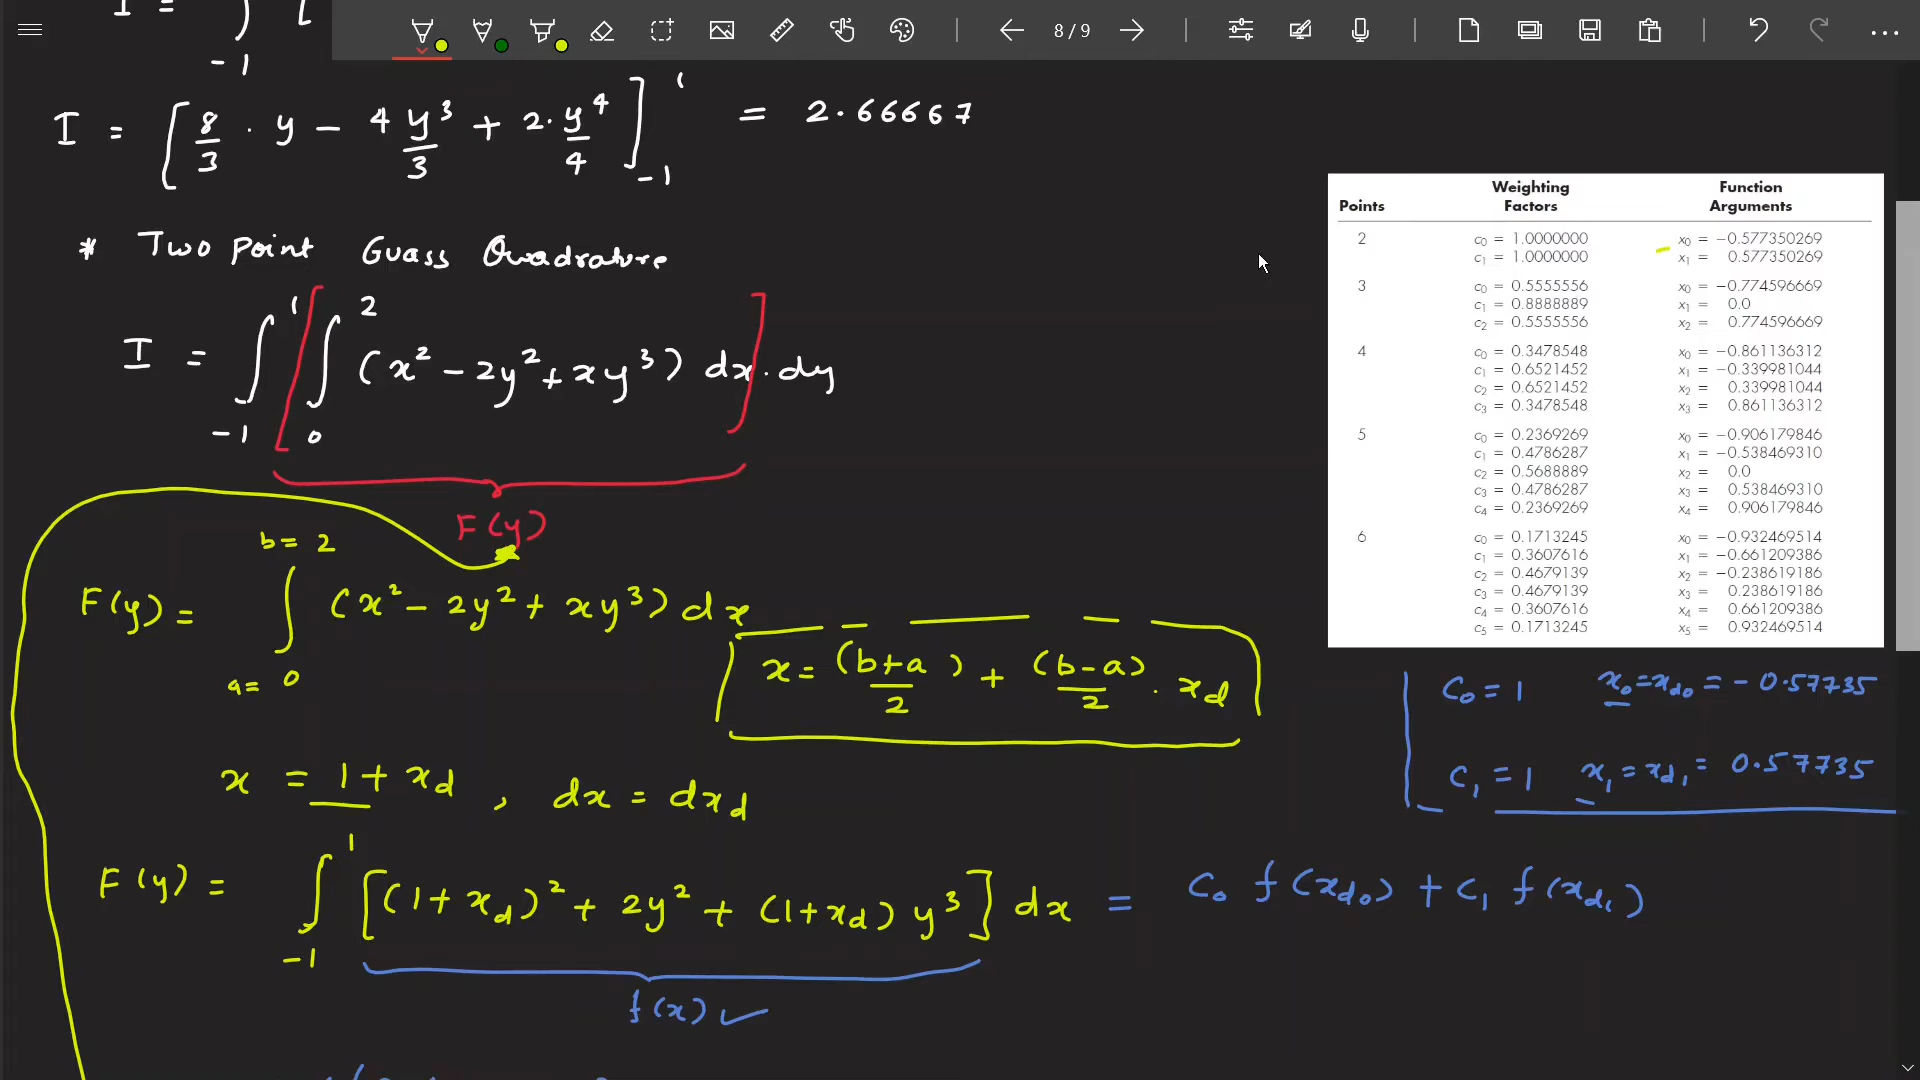 I =
-1
8 / 9
I = [8/3 · y − 4 y³/3 + 2· y⁴/4]₋₁¹ = 2.66667
* Two Point Guass Quadrature
I = ∫₋₁¹ [∫₀² (x² − 2y² + xy³) dx]. dy
F(y)
b = 2
F(y) = ∫ (x² − 2y² + xy³) dx
a = 0
x = (b+a)/2 + (b−a)/2 . x_d
x = 1 + x_d , dx = dx_d
F(y) = ∫₋₁¹ [(1+x_d)² + 2y² + (1+x_d) y³] dx = C₀ f(x_d₀) + C₁ f(x_d₁)
f(x) ✓
Points Weighting Factors Function Arguments
2 c₀ = 1.0000000 x₀ = −0.577350269
c₁ = 1.0000000 x₁ = 0.577350269
3 c₀ = 0.5555556 x₀ = −0.774596669
c₁ = 0.8888889 x₁ = 0.0
c₂ = 0.5555556 x₂ = 0.774596669
4 c₀ = 0.3478548 x₀ = −0.861136312
c₁ = 0.6521452 x₁ = −0.339981044
c₂ = 0.6521452 x₂ = 0.339981044
c₃ = 0.3478548 x₃ = 0.861136312
5 c₀ = 0.2369269 x₀ = −0.906179846
c₁ = 0.4786287 x₁ = −0.538469310
c₂ = 0.5688889 x₂ = 0.0
c₃ = 0.4786287 x₃ = 0.538469310
c₄ = 0.2369269 x₄ = 0.906179846
6 c₀ = 0.1713245 x₀ = −0.932469514
c₁ = 0.3607616 x₁ = −0.661209386
c₂ = 0.4679139 x₂ = −0.238619186
c₃ = 0.4679139 x₃ = 0.238619186
c₄ = 0.3607616 x₄ = 0.661209386
c₅ = 0.1713245 x₅ = 0.932469514
C₀ = 1 x₀ = x_d₀ = − 0.57735
C₁ = 1 x₁ = x_d₁ = 0.57735